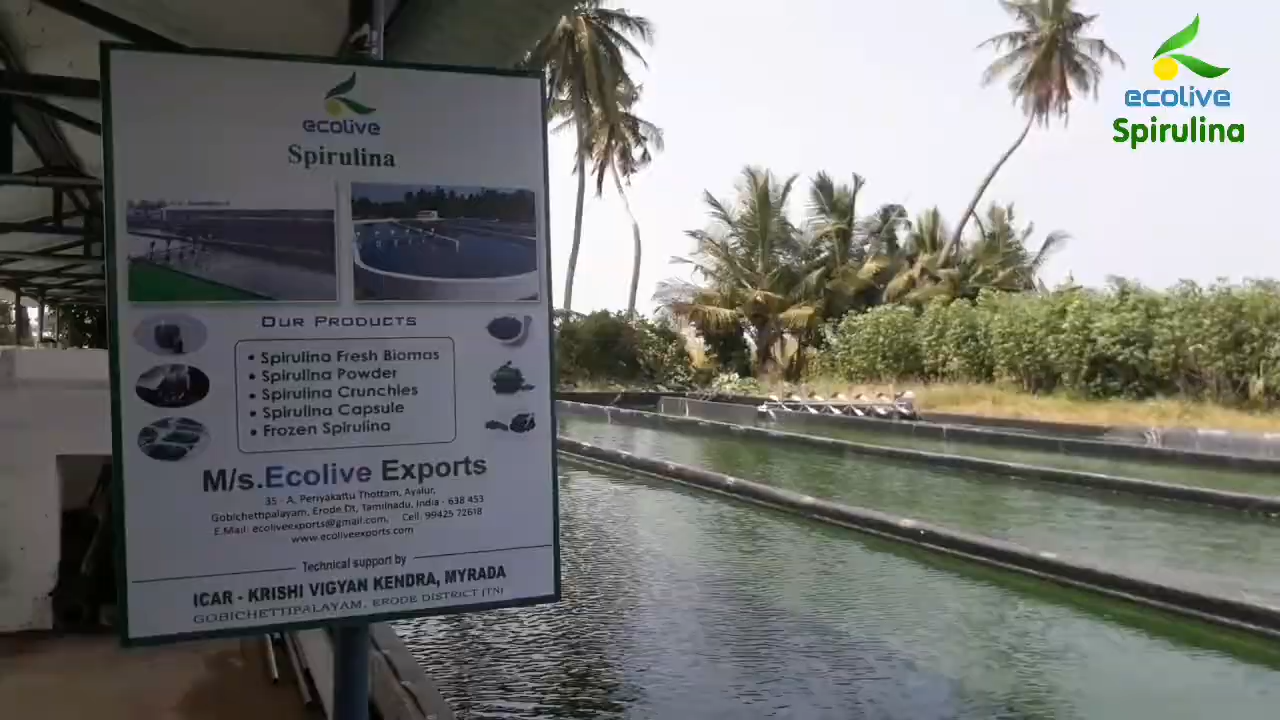 ecolive
Spirulina
ecolive
Spirulina
OUR PRODUCTS
• Spirulina Fresh Biomas
• Spirulina Powder
• Spirulina Crunchies
• Spirulina Capsule
• Frozen Spirulina
M/s.Ecolive Exports
35 - A, Periyakattu Thottam, Ayalur,
Gobichettipalayam, Erode Dt, Tamilnadu, India - 638 453
E.Mail: ecoliveexports@gmail.com, Cell: 99425 72618
www.ecoliveexports.com
Technical support by
ICAR - KRISHI VIGYAN KENDRA, MYRADA
GOBICHETTIPALAYAM, ERODE DISTRICT (TN)